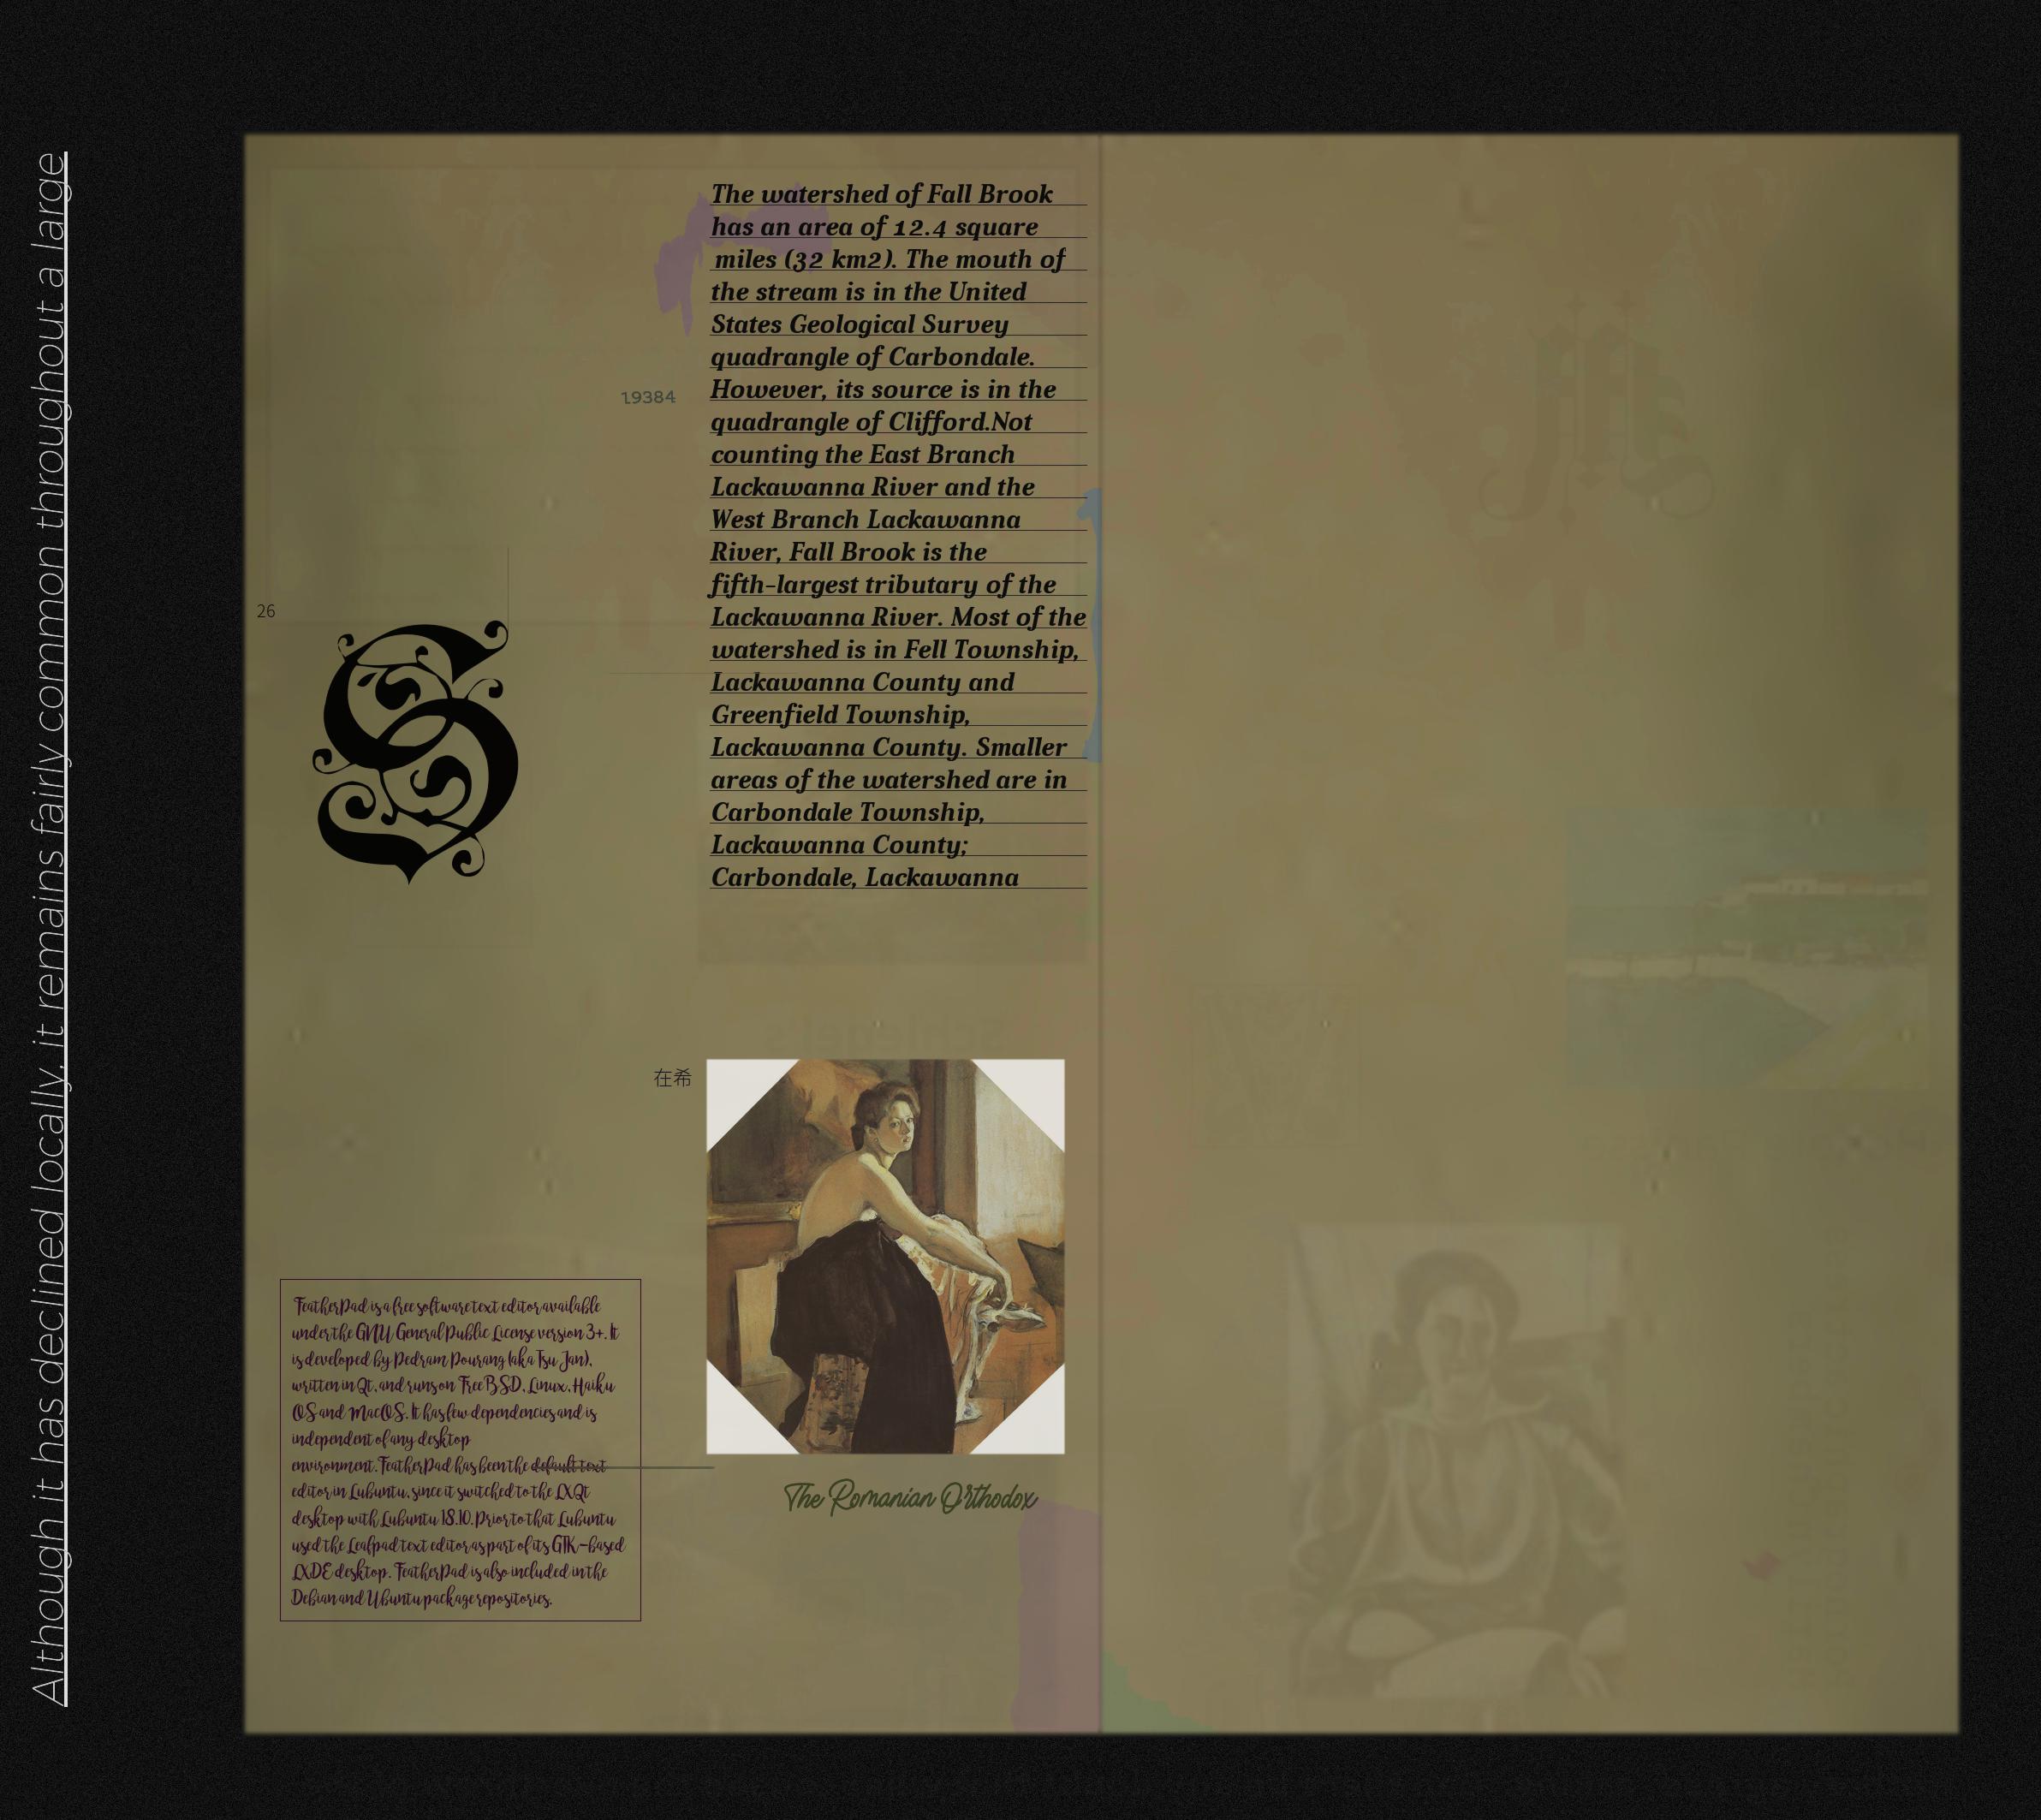 Although it has declined locally, it remains fairly common throughout a large
The watershed of Fall Brook
has an area of 12.4 square
miles (32 km2). The mouth of
the stream is in the United
States Geological Survey
quadrangle of Carbondale.
However, its source is in the
quadrangle of Clifford.Not
counting the East Branch
Lackawanna River and the
West Branch Lackawanna
River, Fall Brook is the
fifth-largest tributary of the
Lackawanna River. Most of the
watershed is in Fell Township,
Lackawanna County and
Greenfield Township,
Lackawanna County. Smaller
areas of the watershed are in
Carbondale Township,
Lackawanna County;
Carbondale, Lackawanna
19384
26
S
在希
The Romanian Orthodox
FeatherPad is a free software text editor available
under the GNU General Public License version 3+. It
is developed by Pedram Pourang (aka Tsu Jan),
written in Qt, and runs on FreeBSD, Linux, Haiku
OS and MacOS. It has few dependencies and is
independent of any desktop
environment. FeatherPad has been the default text
editor in Lubuntu, since it switched to the LXQt
desktop with Lubuntu 18.10. Prior to that Lubuntu
used the Leafpad text editor as part of its GTK-based
LXDE desktop. FeatherPad is also included in the
Debian and Ubuntu package repositories.